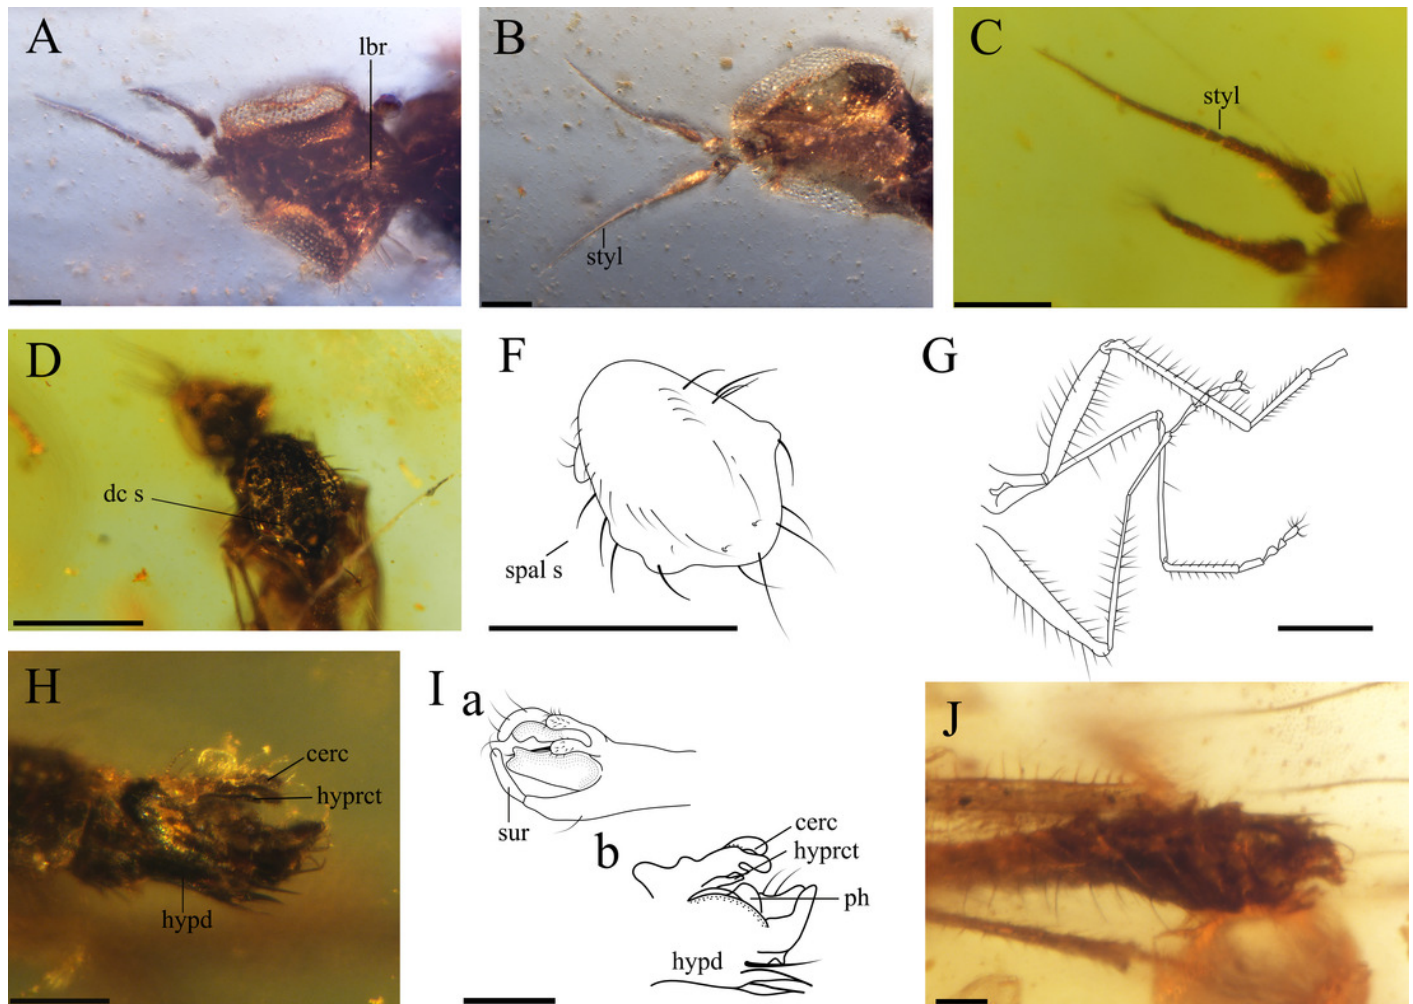 A
lbr
B
styl
C
styl
D
dc s
F
spal s
G
H
cerc
hyprct
hypd
I
a
sur
b
cerc
hyprct
ph
hypd
J